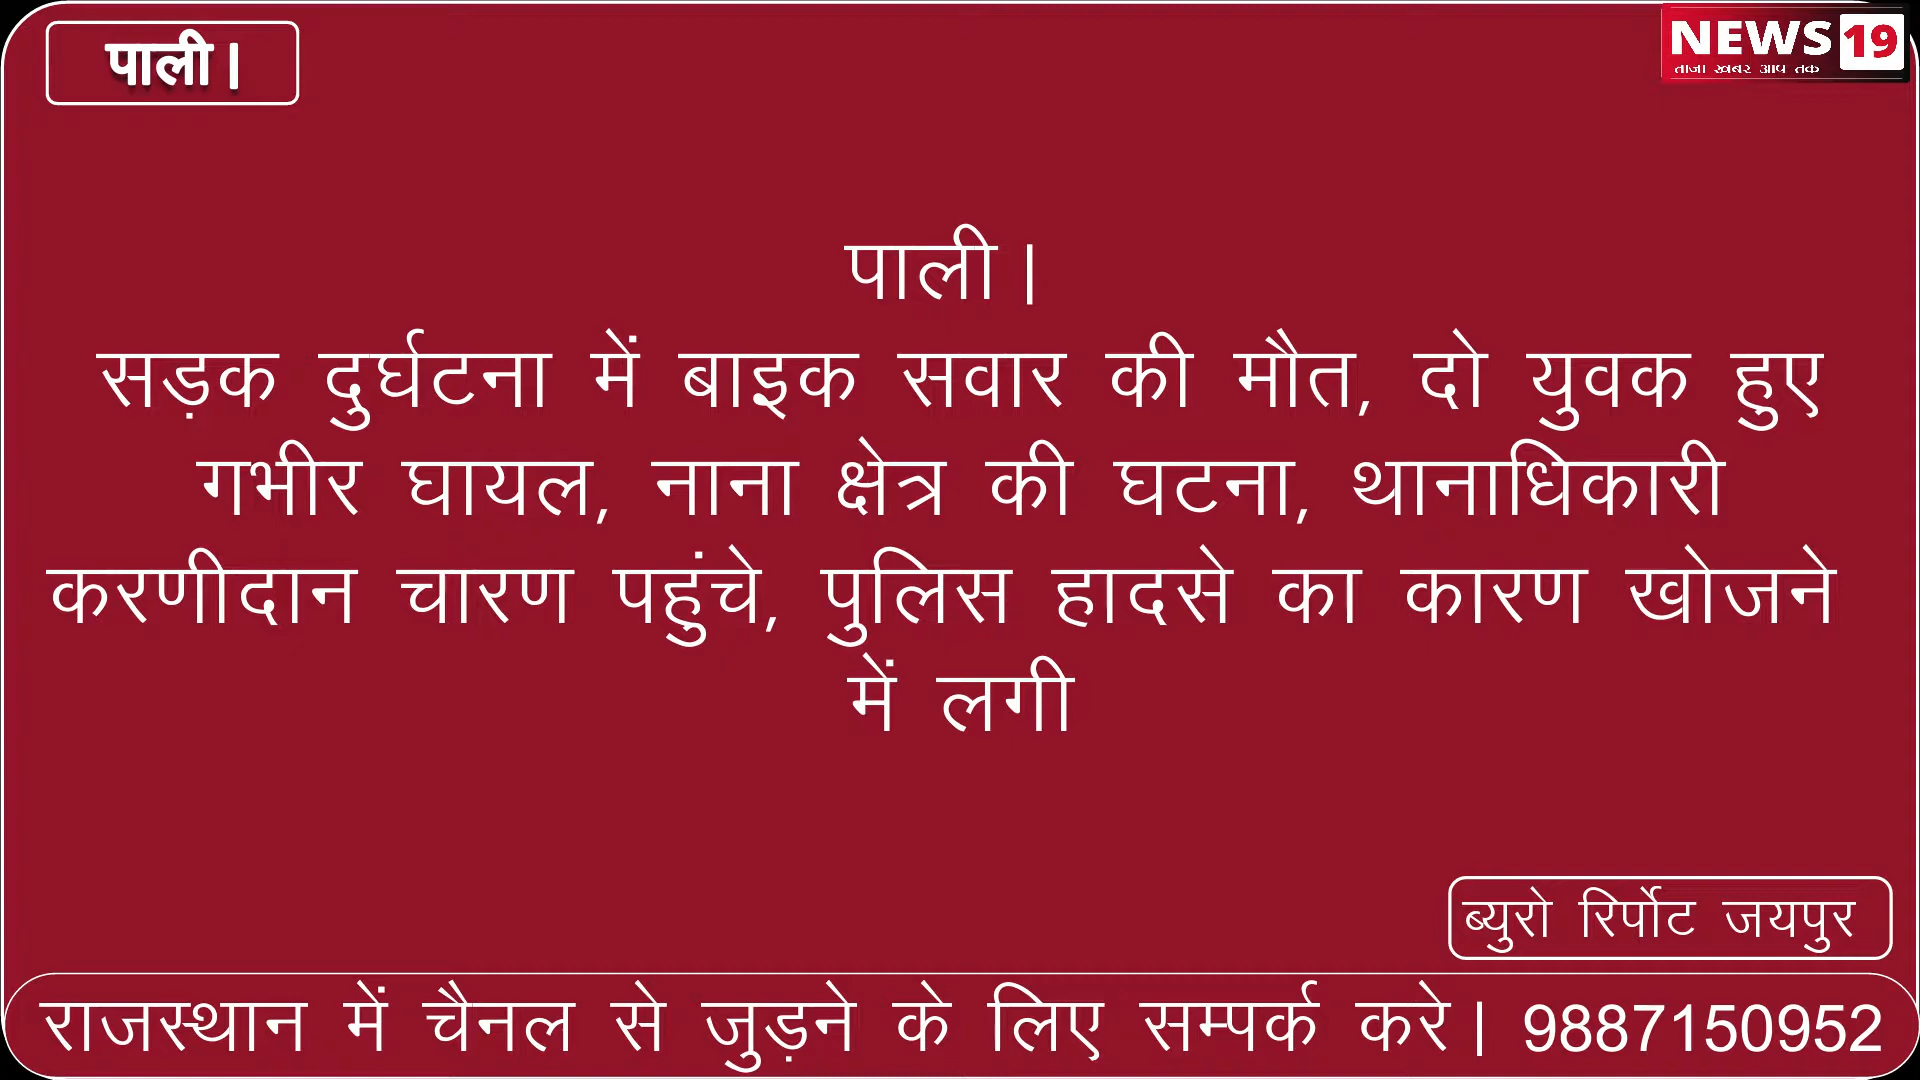 पाली |
NEWS 19
ताजा खबर आप तक
पाली |
सड़क दुर्घटना में बाइक सवार की मौत, दो युवक हुए
गभीर घायल, नाना क्षेत्र की घटना, थानाधिकारी
करणीदान चारण पहुंचे, पुलिस हादसे का कारण खोजने
में लगी
ब्युरो रिर्पोट जयपुर
राजस्थान में चैनल से जुड़ने के लिए सम्पर्क करे | 9887150952